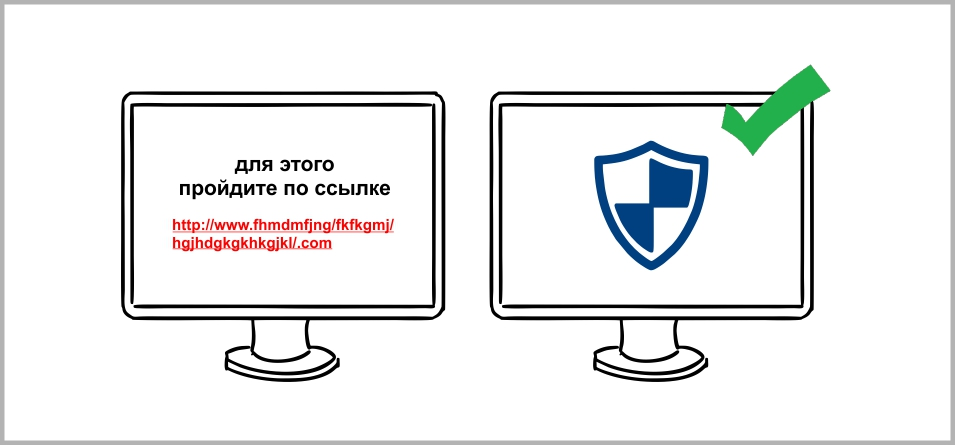 для этого
пройдите по ссылке
http://www.fhmdmfjng/fkfkgmj/
hgjhdgkgkhkgjkl/.com